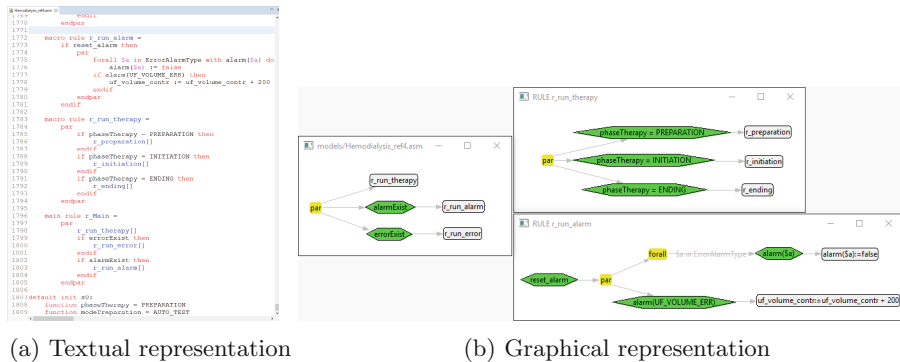 Hemodialysis_ref4.asm
1769 endif
1770 endpar
1771
1772 macro rule r_run_alarm =
1773 if reset_alarm then
1774 par
1775 forall $a in ErrorAlarmType with alarm($a) do
1776 alarm($a) := false
1777 if alarm(UF_VOLUME_ERR) then
1778 uf_volume_contr := uf_volume_contr + 200
1779 endif
1780 endpar
1781 endif
1782
1783 macro rule r_run_therapy =
1784 par
1785 if phaseTherapy = PREPARATION then
1786 r_preparation[]
1787 endif
1788 if phaseTherapy = INITIATION then
1789 r_initiation[]
1790 endif
1791 if phaseTherapy = ENDING then
1792 r_ending[]
1793 endif
1794 endpar
1795
1796 main rule r_Main =
1797 par
1798 r_run_therapy[]
1799 if errorExist then
1800 r_run_error[]
1801 endif
1802 if alarmExist then
1803 r_run_alarm[]
1804 endif
1805 endpar
1806
1807 default init s0:
1808 function phaseTherapy = PREPARATION
1809 function modePreparation = AUTO_TEST
models/Hemodialysis_ref4.asm
r_run_therapy
par
alarmExist
r_run_alarm
errorExist
r_run_error
RULE r_run_therapy
phaseTherapy = PREPARATION
r_preparation
par
phaseTherapy = INITIATION
r_initiation
phaseTherapy = ENDING
r_ending
RULE r_run_alarm
forall
$a in ErrorAlarmType
alarm($a)
alarm($a):=false
reset_alarm
par
alarm(UF_VOLUME_ERR)
uf_volume_contr:=uf_volume_contr + 200
(a) Textual representation
(b) Graphical representation